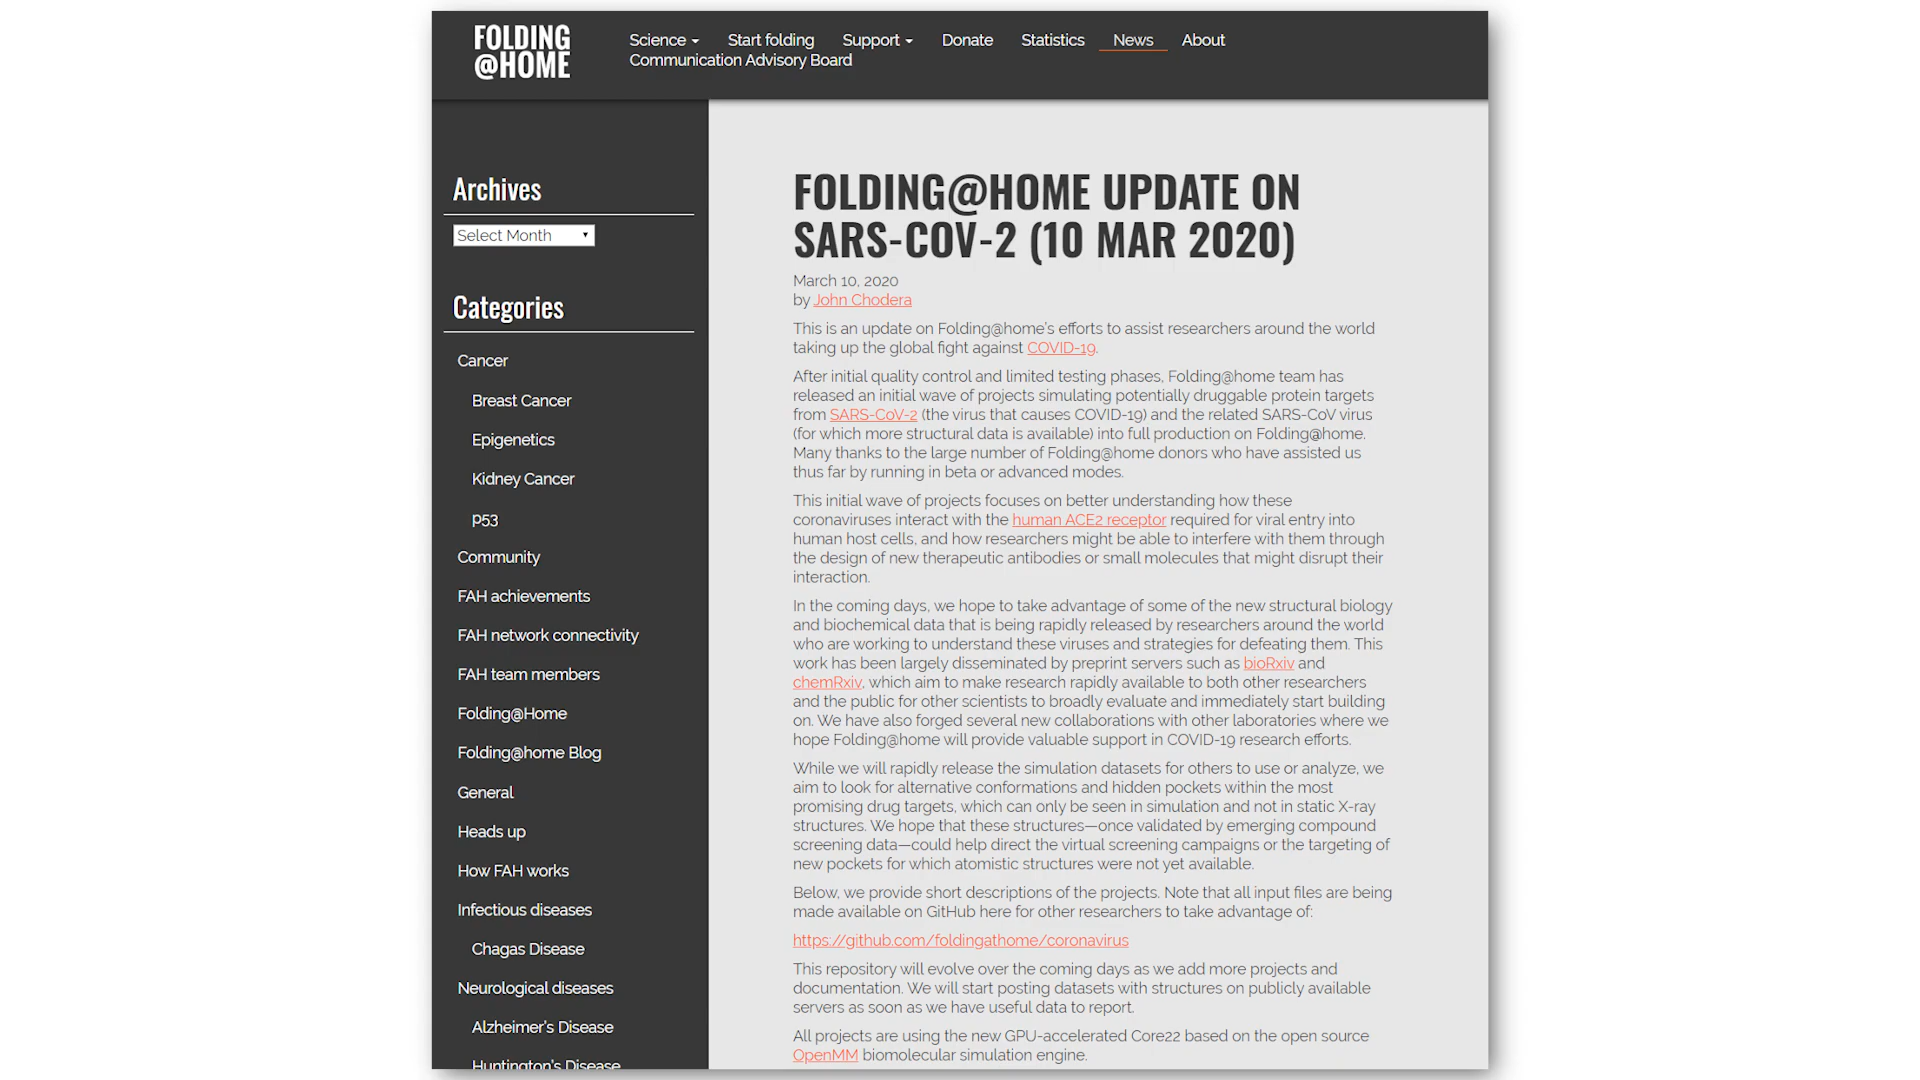 FOLDING
@HOME
Science
Start folding
Support
Donate
Statistics
News
About
Communication Advisory Board
Archives
Select Month
Categories
Cancer
Breast Cancer
Epigenetics
Kidney Cancer
p53
Community
FAH achievements
FAH network connectivity
FAH team members
Folding@Home
Folding@home Blog
General
Heads up
How FAH works
Infectious diseases
Chagas Disease
Neurological diseases
Alzheimer's Disease
Huntington's Disease
FOLDING@HOME UPDATE ON
SARS-COV-2 (10 MAR 2020)
March 10, 2020
by John Chodera
This is an update on Folding@home's efforts to assist researchers around the world
taking up the global fight against COVID-19.
After initial quality control and limited testing phases, Folding@home team has
released an initial wave of projects simulating potentially druggable protein targets
from SARS-CoV-2 (the virus that causes COVID-19) and the related SARS-CoV virus
(for which more structural data is available) into full production on Folding@home.
Many thanks to the large number of Folding@home donors who have assisted us
thus far by running in beta or advanced modes.
This initial wave of projects focuses on better understanding how these
coronaviruses interact with the human ACE2 receptor required for viral entry into
human host cells, and how researchers might be able to interfere with them through
the design of new therapeutic antibodies or small molecules that might disrupt their
interaction.
In the coming days, we hope to take advantage of some of the new structural biology
and biochemical data that is being rapidly released by researchers around the world
who are working to understand these viruses and strategies for defeating them. This
work has been largely disseminated by preprint servers such as bioRxiv and
chemRxiv, which aim to make research rapidly available to both other researchers
and the public for other scientists to broadly evaluate and immediately start building
on. We have also forged several new collaborations with other laboratories where we
hope Folding@home will provide valuable support in COVID-19 research efforts.
While we will rapidly release the simulation datasets for others to use or analyze, we
aim to look for alternative conformations and hidden pockets within the most
promising drug targets, which can only be seen in simulation and not in static X-ray
structures. We hope that these structures—once validated by emerging compound
screening data—could help direct the virtual screening campaigns or the targeting of
new pockets for which atomistic structures were not yet available.
Below, we provide short descriptions of the projects. Note that all input files are being
made available on GitHub here for other researchers to take advantage of:
https://github.com/foldingathome/coronavirus
This repository will evolve over the coming days as we add more projects and
documentation. We will start posting datasets with structures on publicly available
servers as soon as we have useful data to report.
All projects are using the new GPU-accelerated Core22 based on the open source
OpenMM biomolecular simulation engine.